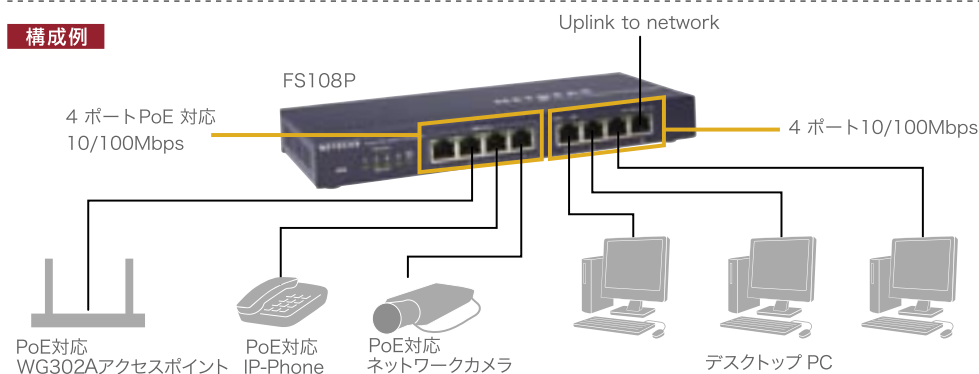 構成例
Uplink to network
FS108P
4 ポートPoE 対応
10/100Mbps
4 ポート10/100Mbps
NETGEAR
NETGEAR
PoE対応
WG302Aアクセスポイント
PoE対応
IP-Phone
PoE対応
ネットワークカメラ
デスクトップ PC